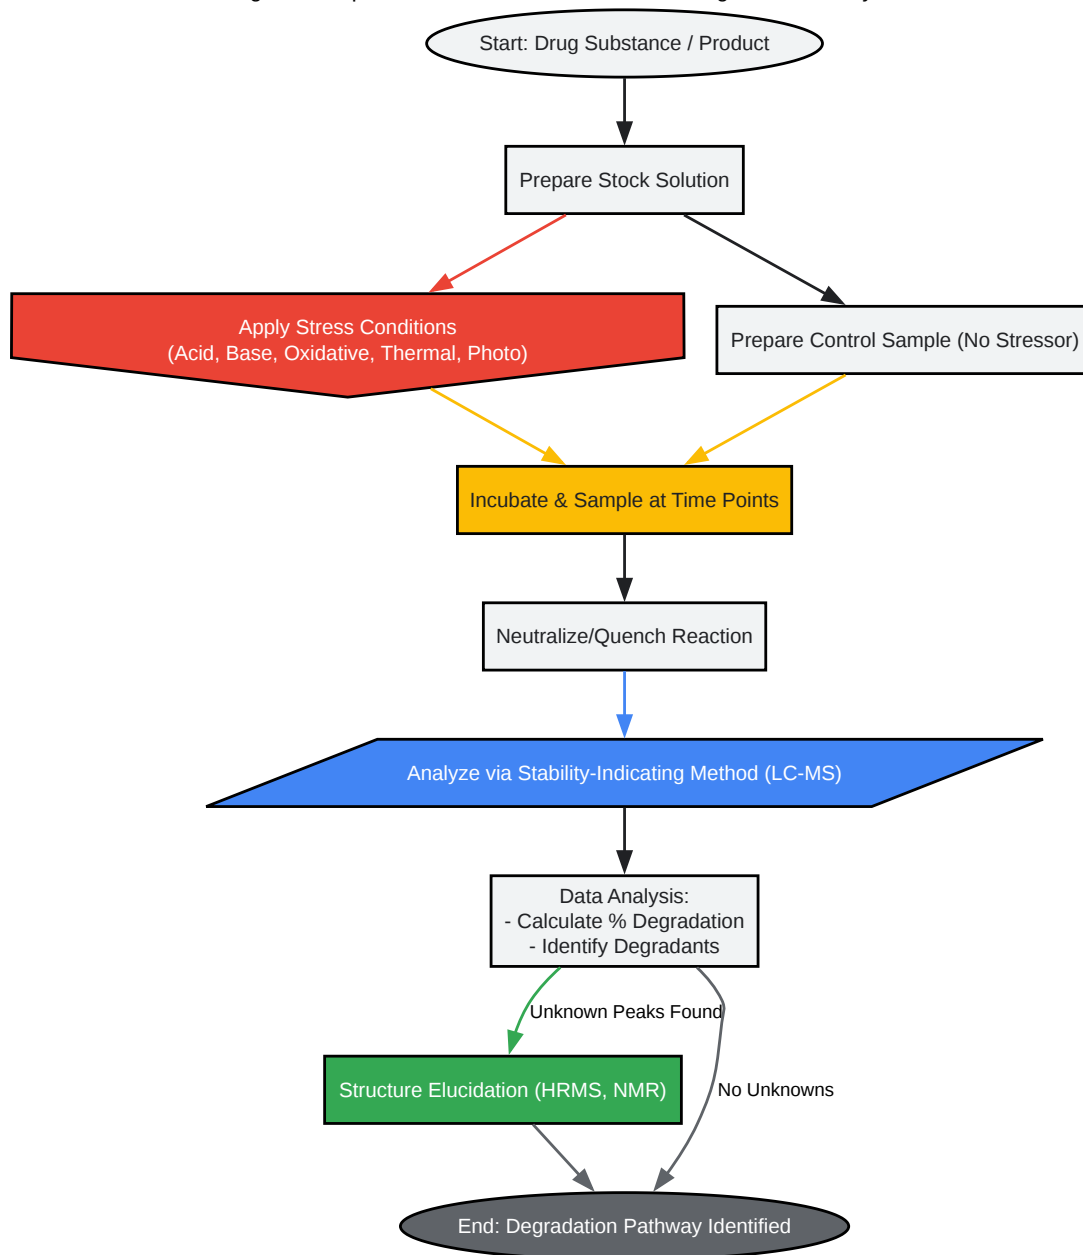 Start: Drug Substance / Product
Prepare Stock Solution
Apply Stress Conditions
(Acid, Base, Oxidative, Thermal, Photo)
Prepare Control Sample (No Stressor)
Incubate & Sample at Time Points
Neutralize/Quench Reaction
Analyze via Stability-Indicating Method (LC-MS)
Data Analysis:
- Calculate % Degradation
- Identify Degradants
Unknown Peaks Found
Structure Elucidation (HRMS, NMR)
No Unknowns
End: Degradation Pathway Identified